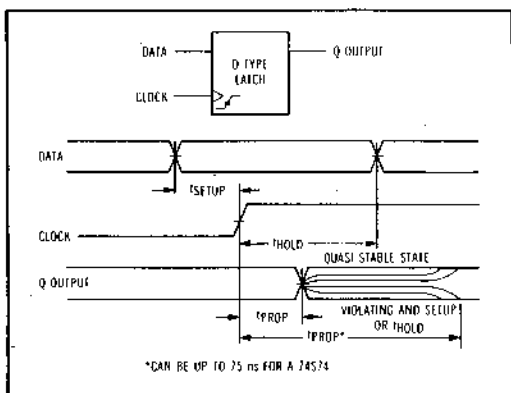 DATA
D TYPE
LATCH
Q OUTPUT
CLOCK
DATA
tSETUP
CLOCK
tHOLD
QUASI STABLE STATE
Q OUTPUT
tPROP
VIOLATING AND SETUP
OR tHOLD
tPROP*
*CAN BE UP TO 75 ns FOR A 74S74